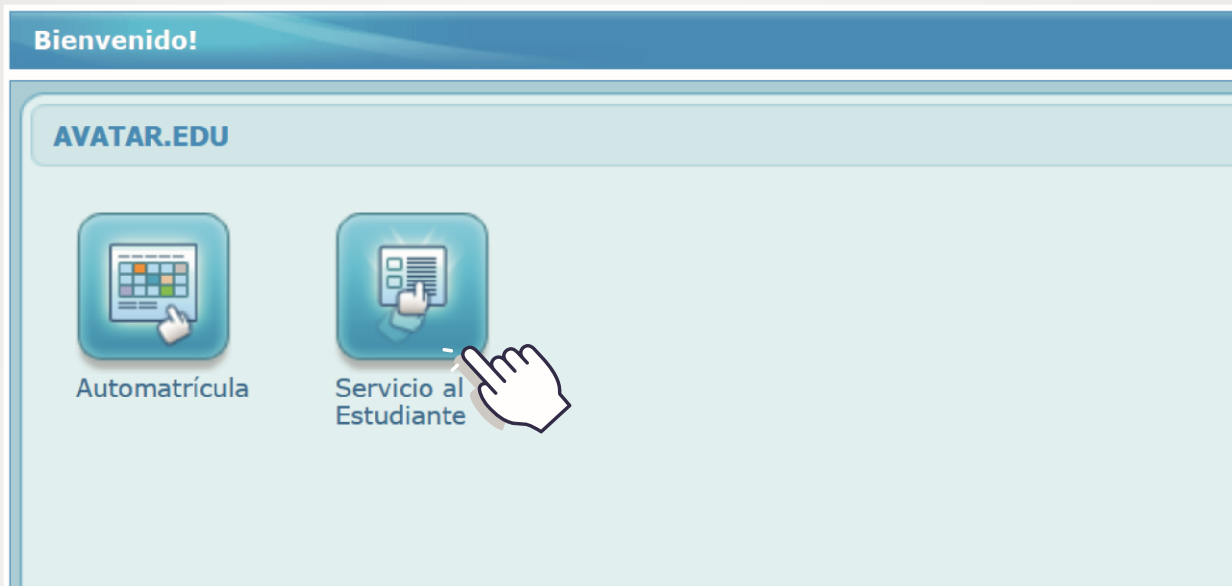 Bienvenido!
AVATAR.EDU
Automatrícula
Servicio al
Estudiante